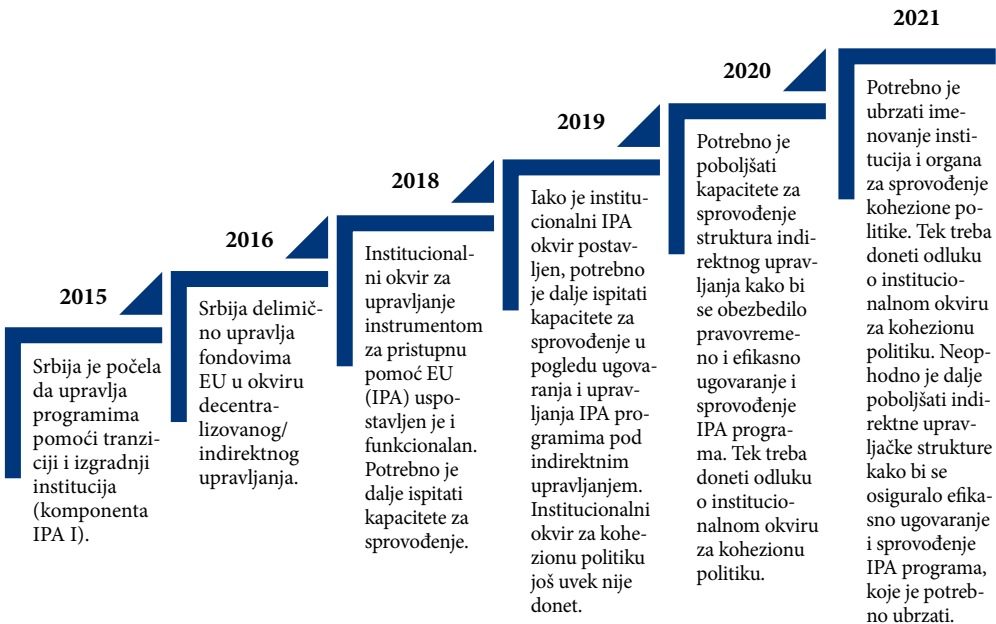 2015
Srbija je počela
da upravlja
programima
pomoći tranzi-
ciji i izgradnji
institucija
(komponenta
IPA I).
2016
Srbija delimič-
no upravlja
fondovima
EU u okviru
decentra-
lizovanog/
indirektnog
upravljanja.
2018
Institucional-
ni okvir za
upravljanje
instrumentom
za pristupnu
pomoć EU
(IPA) uspo-
stavljen je i
funkcionalan.
Potrebno je
dalje ispitati
kapacitete za
sprovođenje.
2019
Iako je institu-
cionalni IPA
okvir postav-
ljen, potrebno
je dalje ispitati
kapacitete za
sprovođenje u
pogledu ugova-
ranja i uprav-
ljanja IPA pro-
gramima pod
indirektnim
upravljanjem.
Institucionalni
okvir za kohe-
zionu politiku
još uvek nije
donet.
2020
Potrebno je
poboljšati
kapacitete za
sprovođenje
struktura indi-
rektnog uprav-
ljanja kako bi
se obezbedilo
pravovreme-
no i efikasno
ugovaranje i
sprovođenje
IPA progra-
ma. Tek treba
doneti odluku
o institucio-
nalnom okviru
za kohezionu
politiku.
2021
Potrebno je
ubrzati ime-
novanje insti-
tucija i organa
za sprovođenje
kohezione po-
litike. Tek treba
doneti odluku
o institucio-
nalnom okviru
za kohezionu
politiku. Neop-
hodno je dalje
poboljšati indi-
rektne uprav-
ljačke strukture
kako bi se
osiguralo efika-
sno ugovaranje
i sprovođenje
IPA programa,
koje je potreb-
no ubrzati.